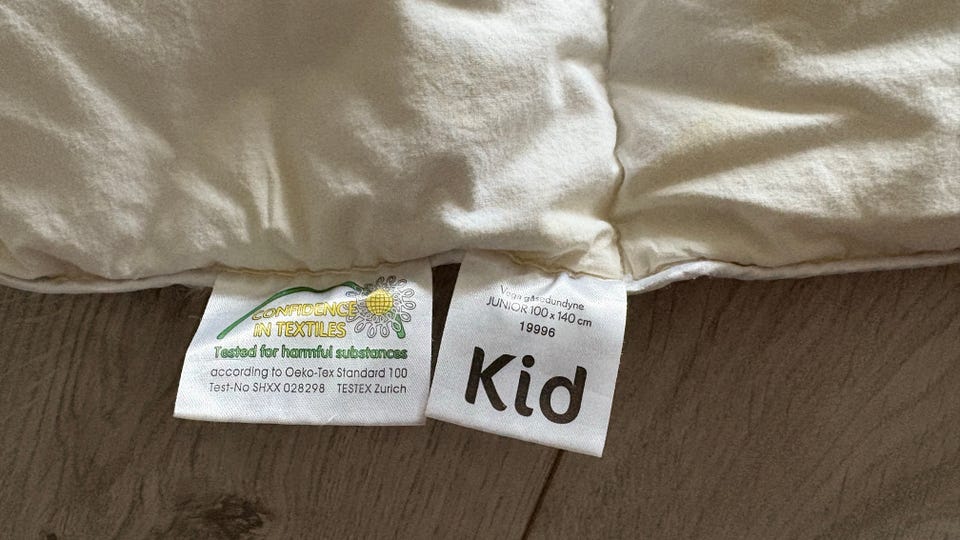 CONFIDENCE
IN TEXTILES
Tested for harmful substances
according to Oeko-Tex Standard 100
Test-No SHXX 028298 TESTEX Zurich
Vega gåsedundyne
JUNIOR 100 x 140 cm
19996
Kid